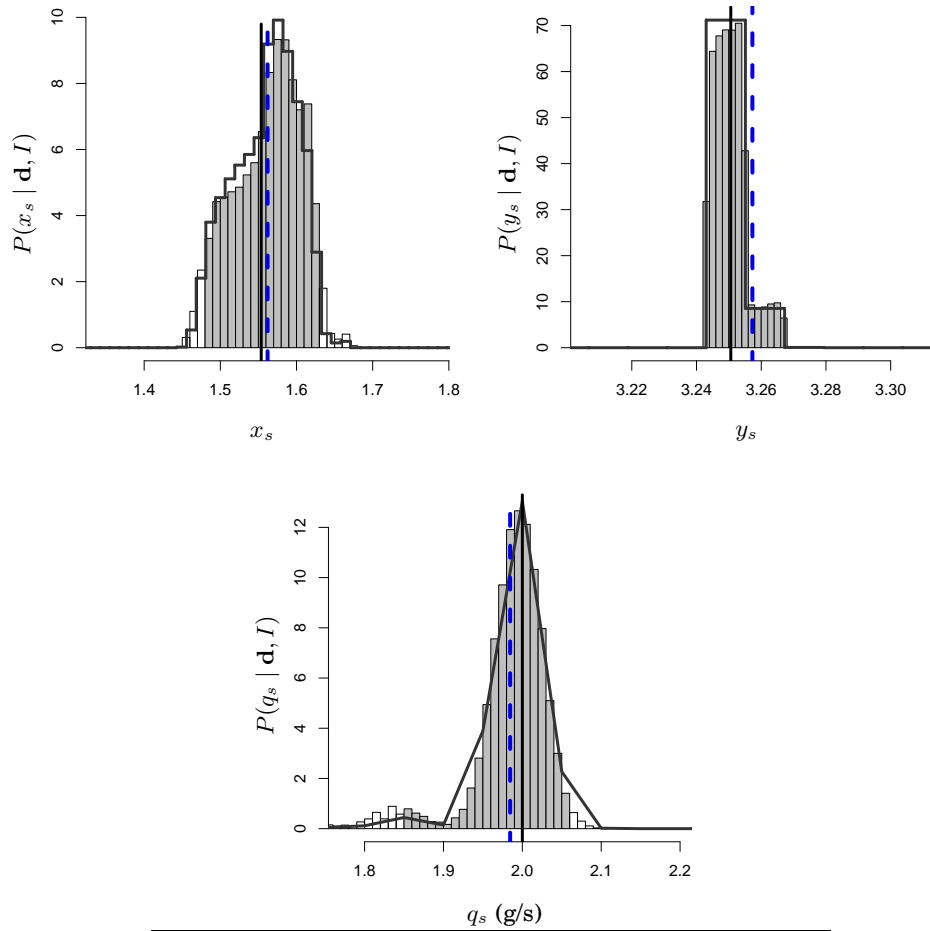 P(x_s | d, I)
0 2 4 6 8 10
1.4 1.5 1.6 1.7 1.8
x_s
P(y_s | d, I)
0 10 20 30 40 50 60 70
3.22 3.24 3.26 3.28 3.30
y_s
P(q_s | d, I)
0 2 4 6 8 10 12
1.8 1.9 2.0 2.1 2.2
q_s (g/s)